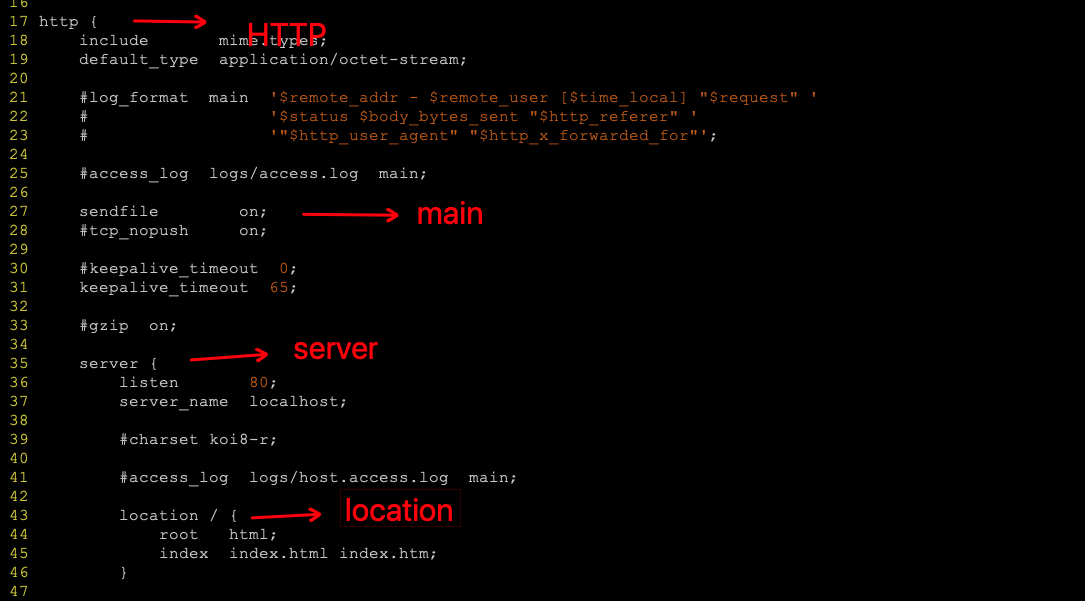 16
17 http { HTTP
18     include       mime.types;
19     default_type  application/octet-stream;
20
21     #log_format  main  '$remote_addr - $remote_user [$time_local] "$request" '
22     #                  '$status $body_bytes_sent "$http_referer" '
23     #                  '"$http_user_agent" "$http_x_forwarded_for"';
24
25     #access_log  logs/access.log  main;
26
27     sendfile        on; main
28     #tcp_nopush     on;
29
30     #keepalive_timeout  0;
31     keepalive_timeout  65;
32
33     #gzip  on;
34
35     server { server
36         listen       80;
37         server_name  localhost;
38
39         #charset koi8-r;
40
41         #access_log  logs/host.access.log  main;
42
43         location / { location
44             root   html;
45             index  index.html index.htm;
46         }
47